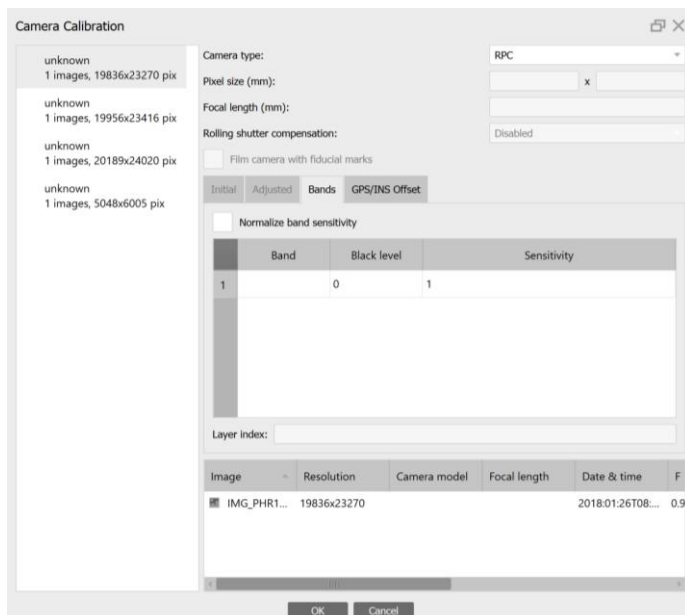 Camera Calibration
unknown
1 images, 19836x23270 pix
unknown
1 images, 19956x23416 pix
unknown
1 images, 20189x24020 pix
unknown
1 images, 5048x6005 pix
Camera type: RPC
Pixel size (mm): x
Focal length (mm):
Rolling shutter compensation: Disabled
Film camera with fiducial marks
Initial Adjusted Bands GPS/INS Offset
Normalize band sensitivity
Band Black level Sensitivity
1 0 1
Layer index:
Image Resolution Camera model Focal length Date & time F
IMG_PHR1... 19836x23270 2018:01:26T08:... 0.9
OK Cancel